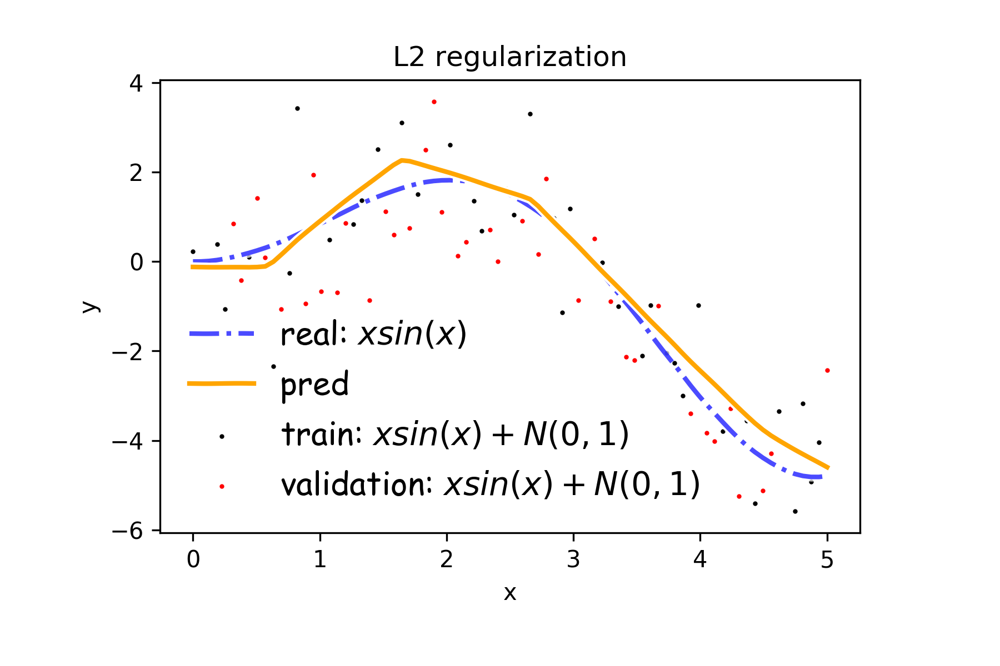 L2 regularization
4
2
0
−2
−4
−6
y
real: xsin(x)
pred
train: xsin(x) + N(0, 1)
validation: xsin(x) + N(0, 1)
0 1 2 3 4 5
x